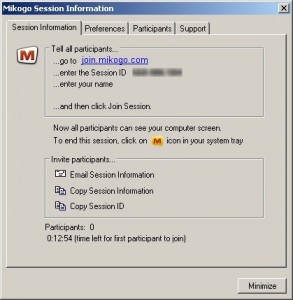 Mikogo Session Information
Session Information Preferences Participants Support
Tell all participants...
...go to join.mikogo.com
...enter the Session ID
...enter your name
...and then click Join Session.
Now all participants can see your computer screen.
To end this session, click on M icon in your system tray
Invite participants...
Email Session Information
Copy Session Information
Copy Session ID
Participants: 0
0:12:54 (time left for first participant to join)
Minimize